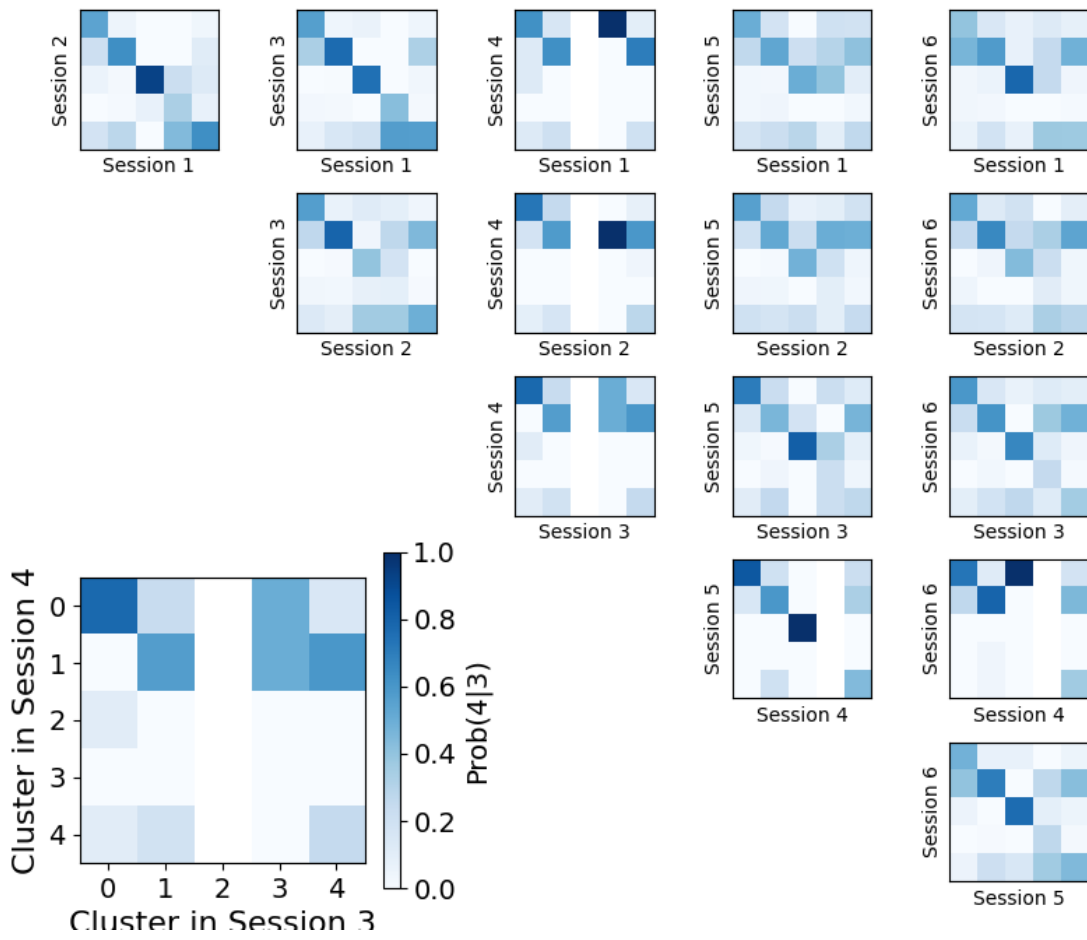 Session 2
Session 1
Session 3
Session 1
Session 4
Session 1
Session 5
Session 1
Session 6
Session 1
Session 3
Session 2
Session 4
Session 2
Session 5
Session 2
Session 6
Session 2
Session 4
Session 3
Session 5
Session 3
Session 6
Session 3
Session 5
Session 4
Session 6
Session 4
Session 6
Session 5
Cluster in Session 4
0
1
2
3
4
0 1 2 3 4
Cluster in Session 3
1.0
0.8
0.6
0.4
0.2
0.0
Prob(4|3)